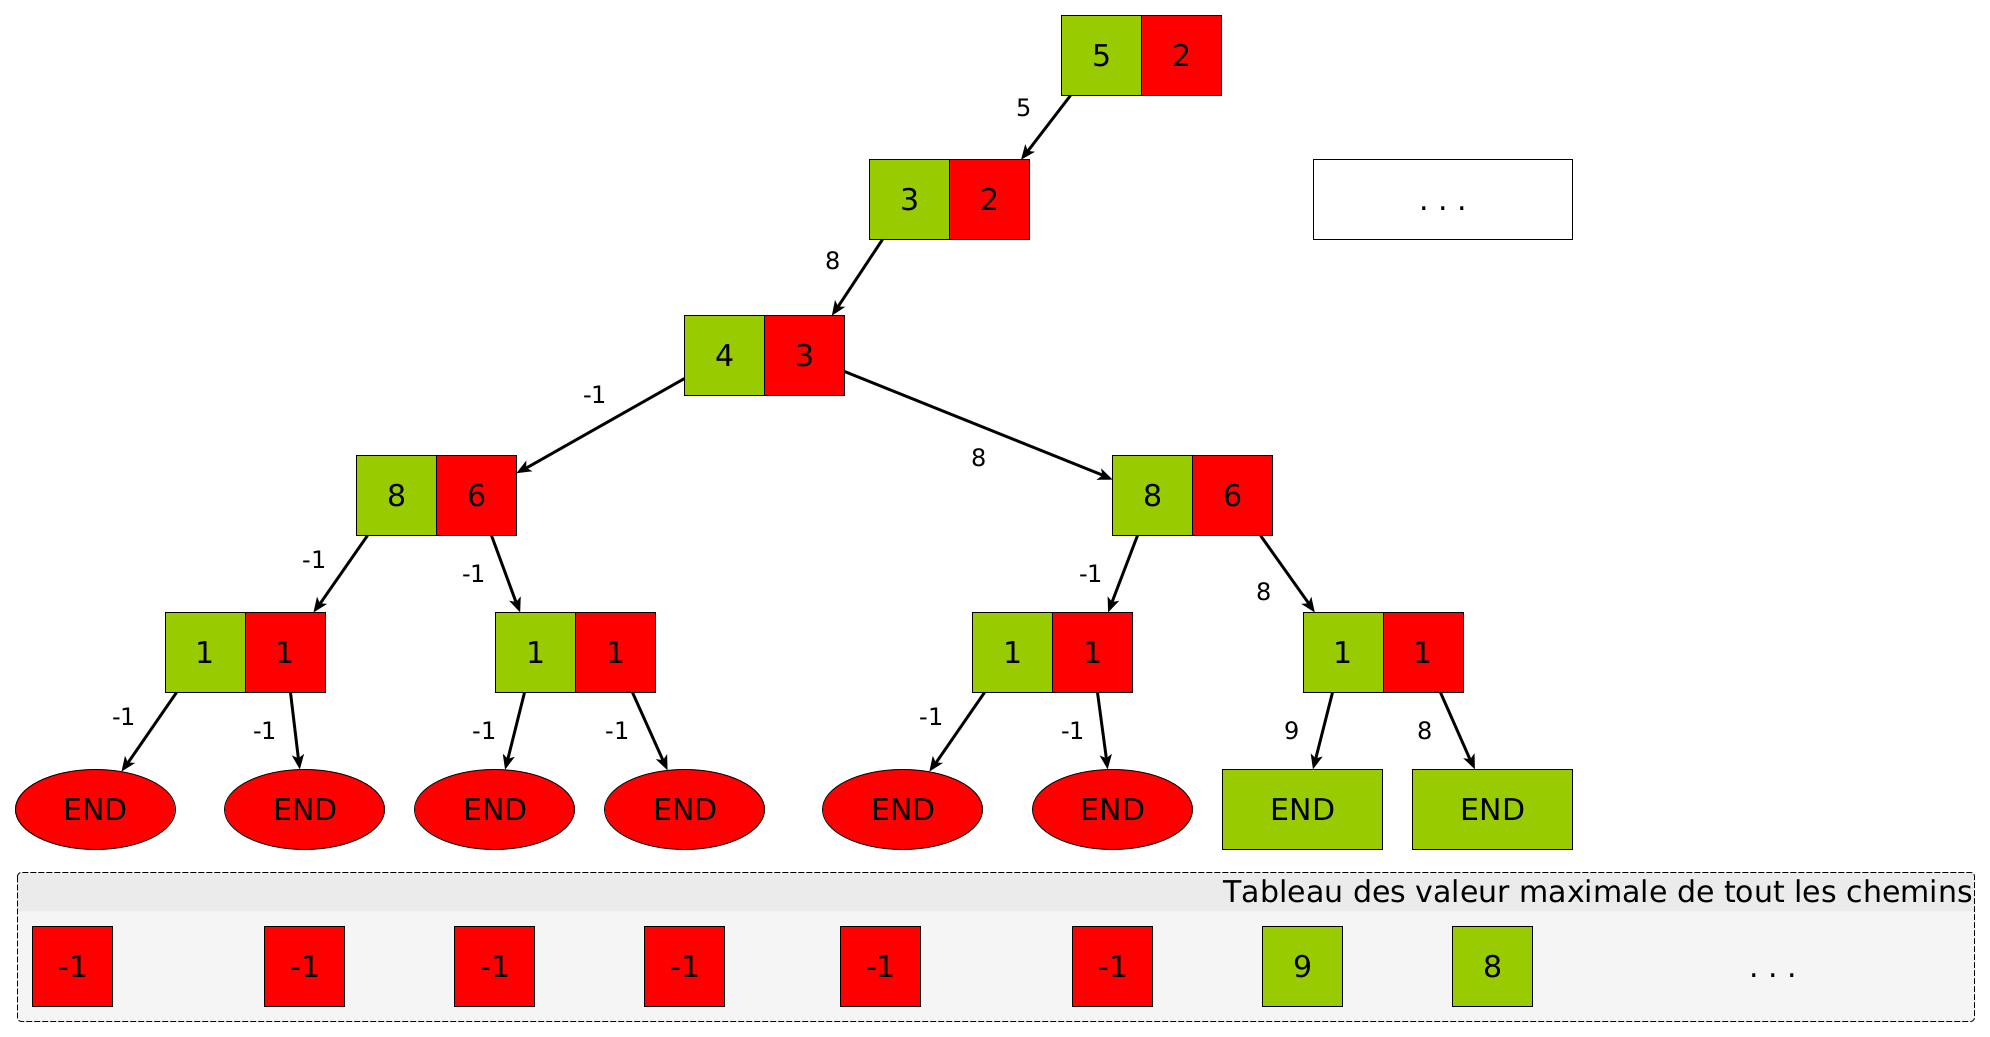 5 2
5
3 2
. . .
8
4 3
-1
8
8 6
8 6
-1
-1
-1
8
1 1
1 1
1 1
1 1
-1
-1
-1
-1
-1
-1
9
8
END
END
END
END
END
END
END
END
Tableau des valeur maximale de tout les chemins
-1 -1 -1 -1 -1 -1 9 8 . . .